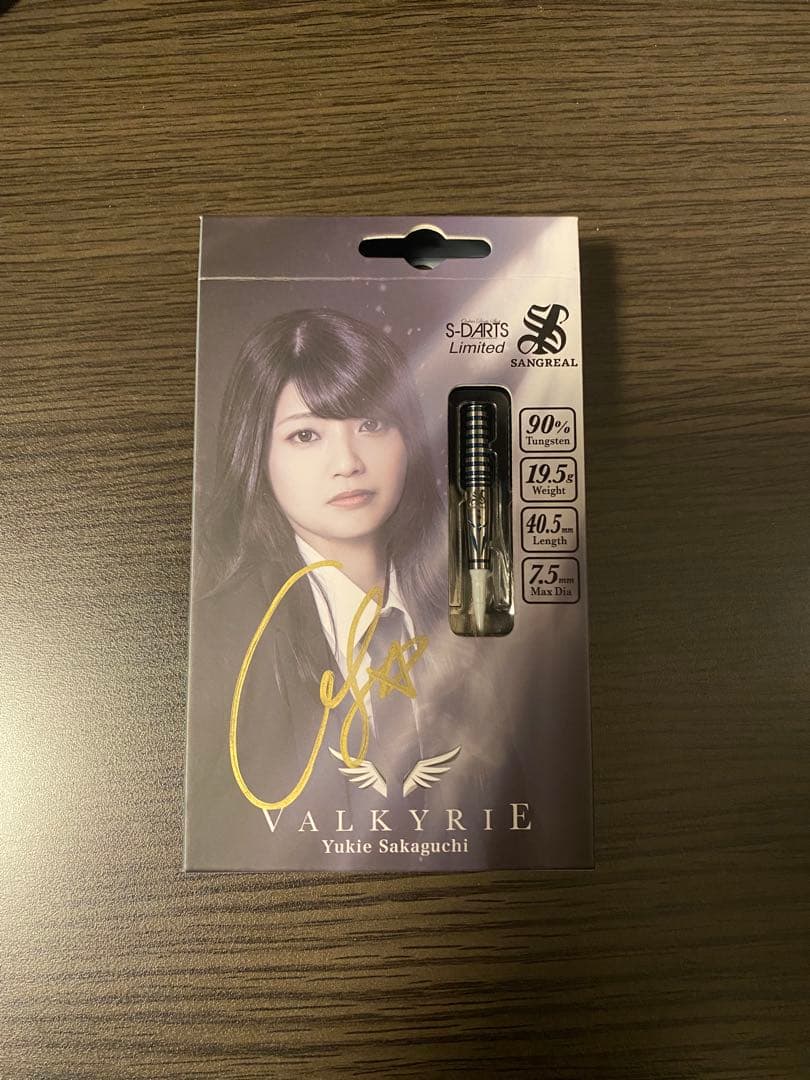 S-DARTS
Limited
SANGREAL
90%
Tungsten
19.5g
Weight
40.5mm
Length
7.5mm
Max Dia
VALKYRIE
Yukie Sakaguchi